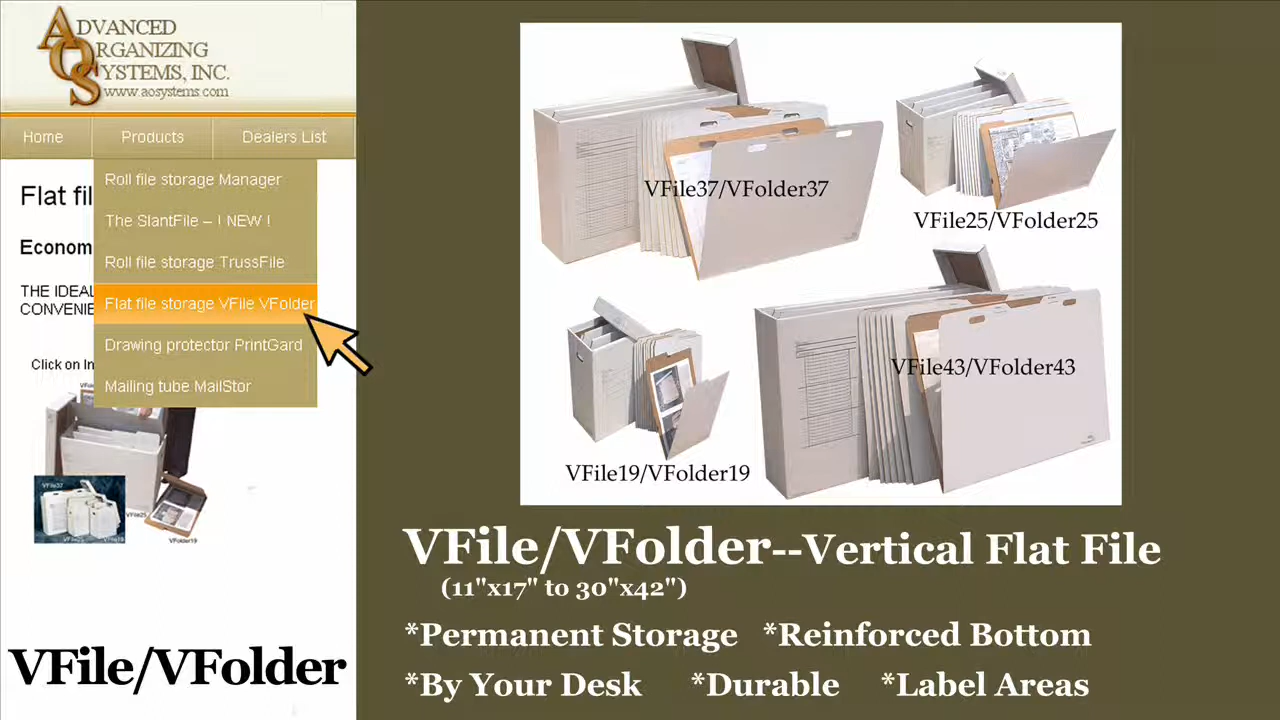 ADVANCED
ORGANIZING
SYSTEMS, INC.
www.aosystems.com
Home
Products
Dealers List
Roll file storage Manager
The SlantFile – ! NEW !
Roll file storage TrussFile
Flat file storage VFile VFolder
Drawing protector PrintGard
Mailing tube MailStor
Flat fil
Econom
THE IDEAL
CONVENIE
Click on In
VFile37
VFile25
VFolder19
VFile/VFolder
VFile37/VFolder37
VFile25/VFolder25
VFile19/VFolder19
VFile43/VFolder43
VFile/VFolder--Vertical Flat File
(11"x17" to 30"x42")
*Permanent Storage *Reinforced Bottom
*By Your Desk *Durable *Label Areas